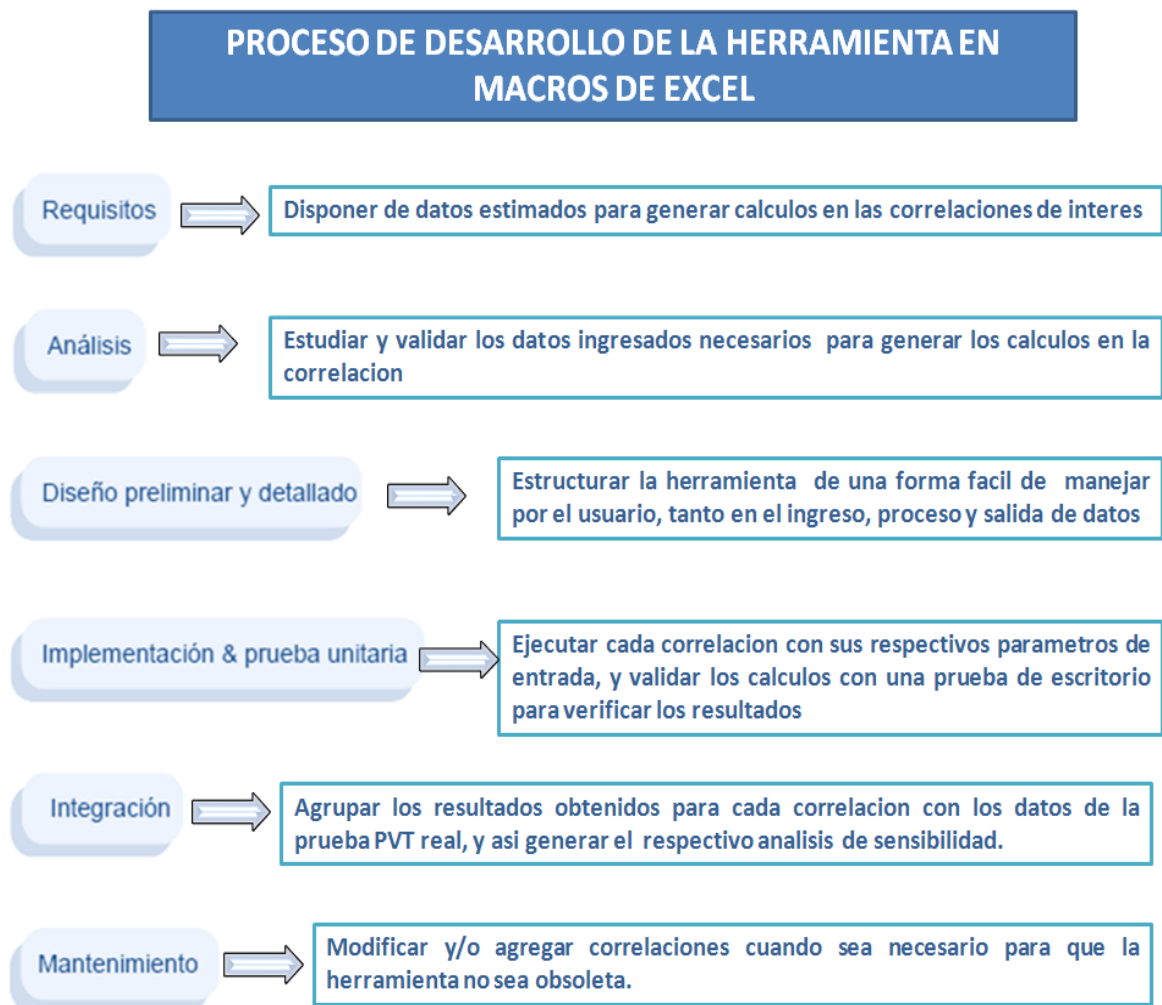 PROCESO DE DESARROLLO DE LA HERRAMIENTA EN
MACROS DE EXCEL
Requisitos
Disponer de datos estimados para generar calculos en las correlaciones de interes
Análisis
Estudiar y validar los datos ingresados necesarios para generar los calculos en la
correlacion
Diseño preliminar y detallado
Estructurar la herramienta de una forma facil de manejar
por el usuario, tanto en el ingreso, proceso y salida de datos
Implementación & prueba unitaria
Ejecutar cada correlacion con sus respectivos parametros de
entrada, y validar los calculos con una prueba de escritorio
para verificar los resultados
Integración
Agrupar los resultados obtenidos para cada correlacion con los datos de la
prueba PVT real, y asi generar el respectivo analisis de sensibilidad.
Mantenimiento
Modificar y/o agregar correlaciones cuando sea necesario para que la
herramienta no sea obsoleta.